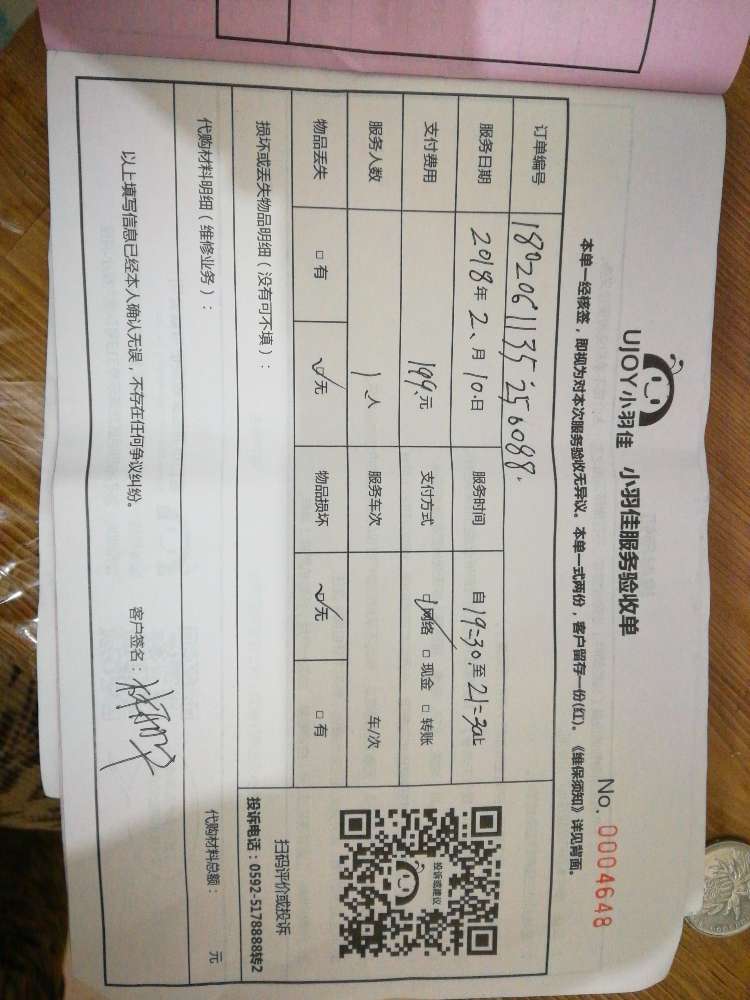 UJOY小羽佳 小羽佳服务验收单
No. 0004648
本单一经核签，即视为对本次服务验收无异议。本单一式两份，客户留存一份(红)。《维保须知》详见背面。
订单编号 1802061135250088.
服务日期 2018年2、月10.日 服务时间 自19=30至21=30止
支付费用 199.元 支付方式 ☑网络 □现金 □转账
服务人数 1人 服务车次 车/次
物品丢失 □有 ☑无 物品损坏 ☑无 □有
投诉或建议
扫码评价或投诉
投诉电话：0592-5178888转2
损坏或丢失物品明细（没有可不填）：
代购材料明细（维修业务）： 代购材料总额： 元
以上填写信息已经本人确认无误，不存在任何争议纠纷。 客户签名：